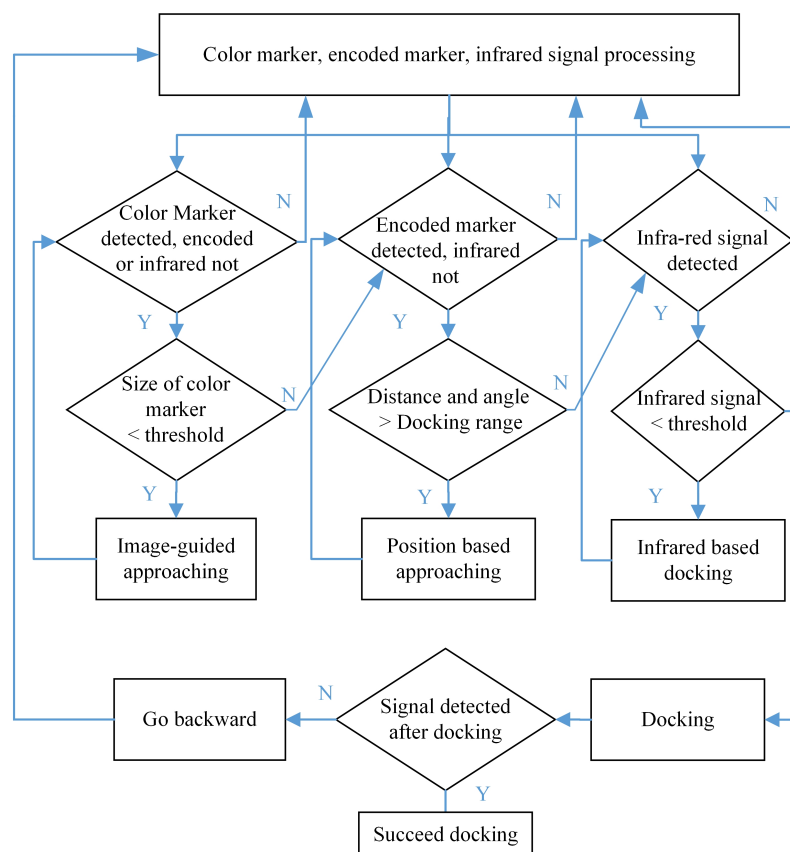 Color marker, encoded marker, infrared signal processing
N
N
N
Color Marker
detected, encoded
or infrared not
Encoded marker
detected, infrared
not
Infra-red signal
detected
Y
Y
Y
Size of color
marker
< threshold
N
Distance and angle
> Docking range
N
Infrared signal
< threshold
Y
Y
Y
Image-guided
approaching
Position based
approaching
Infrared based
docking
Go backward
N
Signal detected
after docking
Docking
Y
Succeed docking